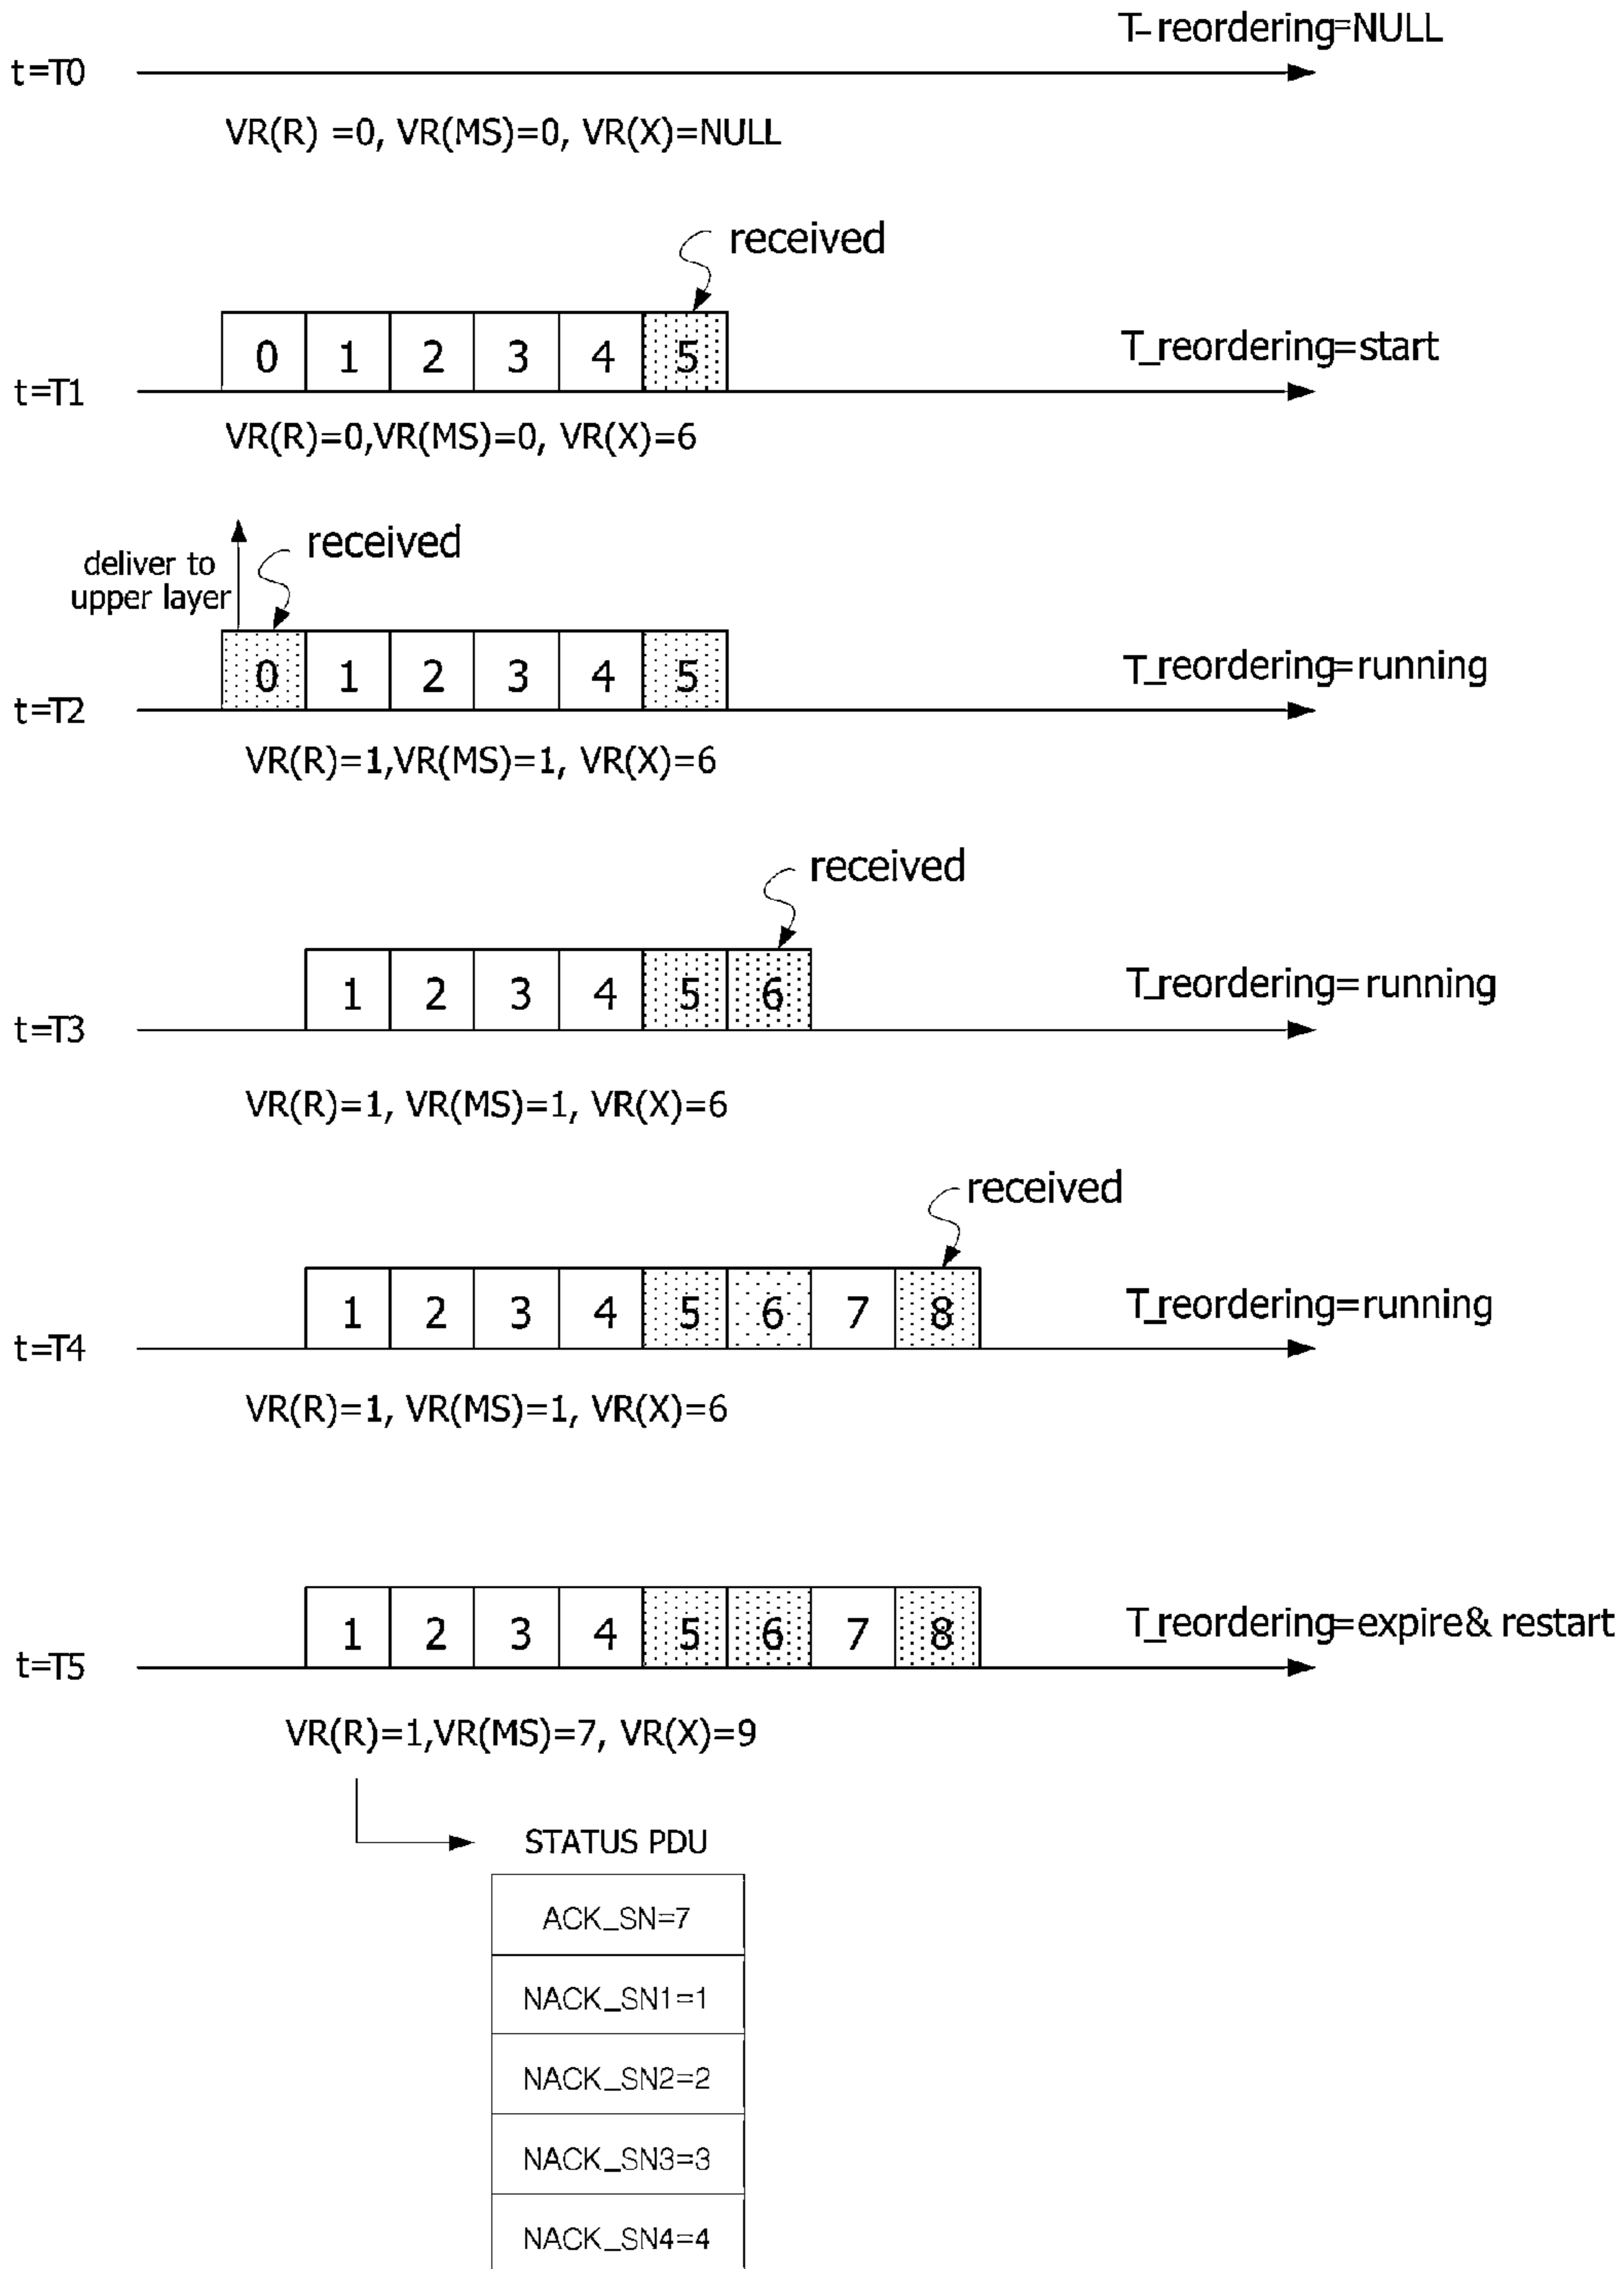 T-reordering=NULL
t=T0
VR(R) =0, VR(MS)=0, VR(X)=NULL
received
0 1 2 3 4 5
T_reordering=start
t=T1
VR(R)=0,VR(MS)=0, VR(X)=6
received
deliver to
upper layer
0 1 2 3 4 5
T_reordering=running
t=T2
VR(R)=1,VR(MS)=1, VR(X)=6
received
1 2 3 4 5 6
T_reordering=running
t=T3
VR(R)=1, VR(MS)=1, VR(X)=6
received
1 2 3 4 5 6 7 8
T_reordering=running
t=T4
VR(R)=1, VR(MS)=1, VR(X)=6
1 2 3 4 5 6 7 8
T_reordering=expire& restart
t=T5
VR(R)=1,VR(MS)=7, VR(X)=9
STATUS PDU
ACK_SN=7
NACK_SN1=1
NACK_SN2=2
NACK_SN3=3
NACK_SN4=4